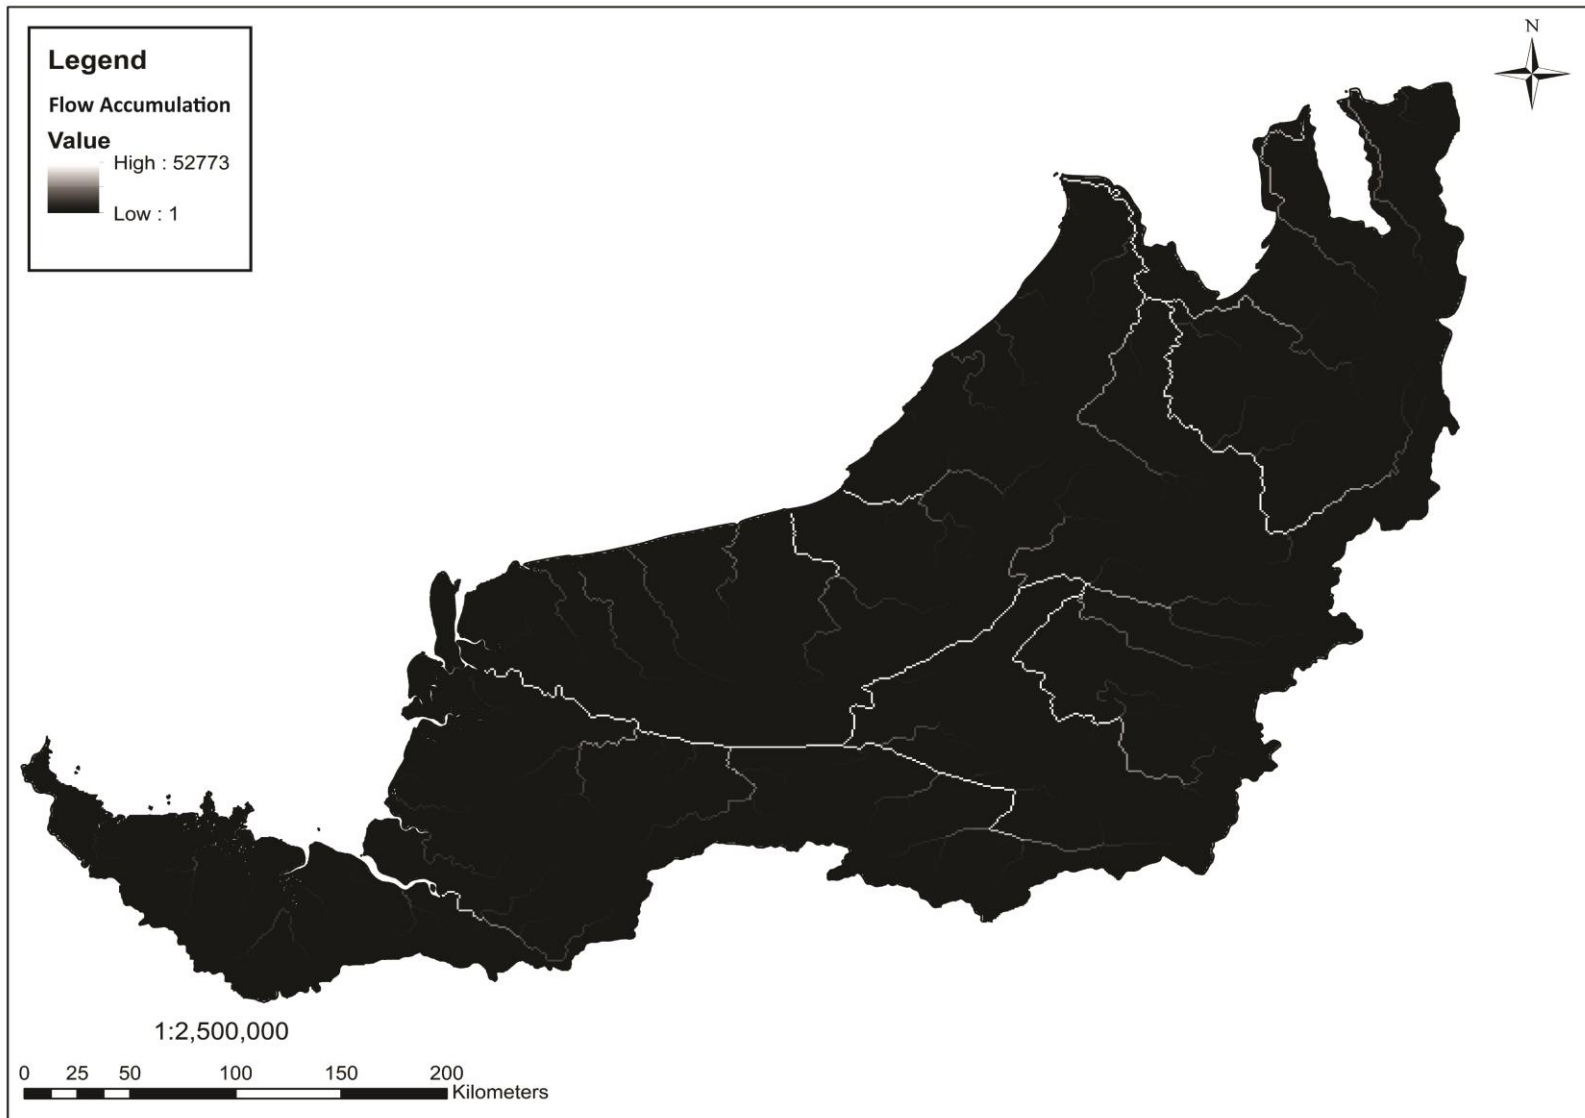 Legend
Flow Accumulation
Value
High : 52773
Low : 1
N
1:2,500,000
0 25 50 100 150 200
Kilometers